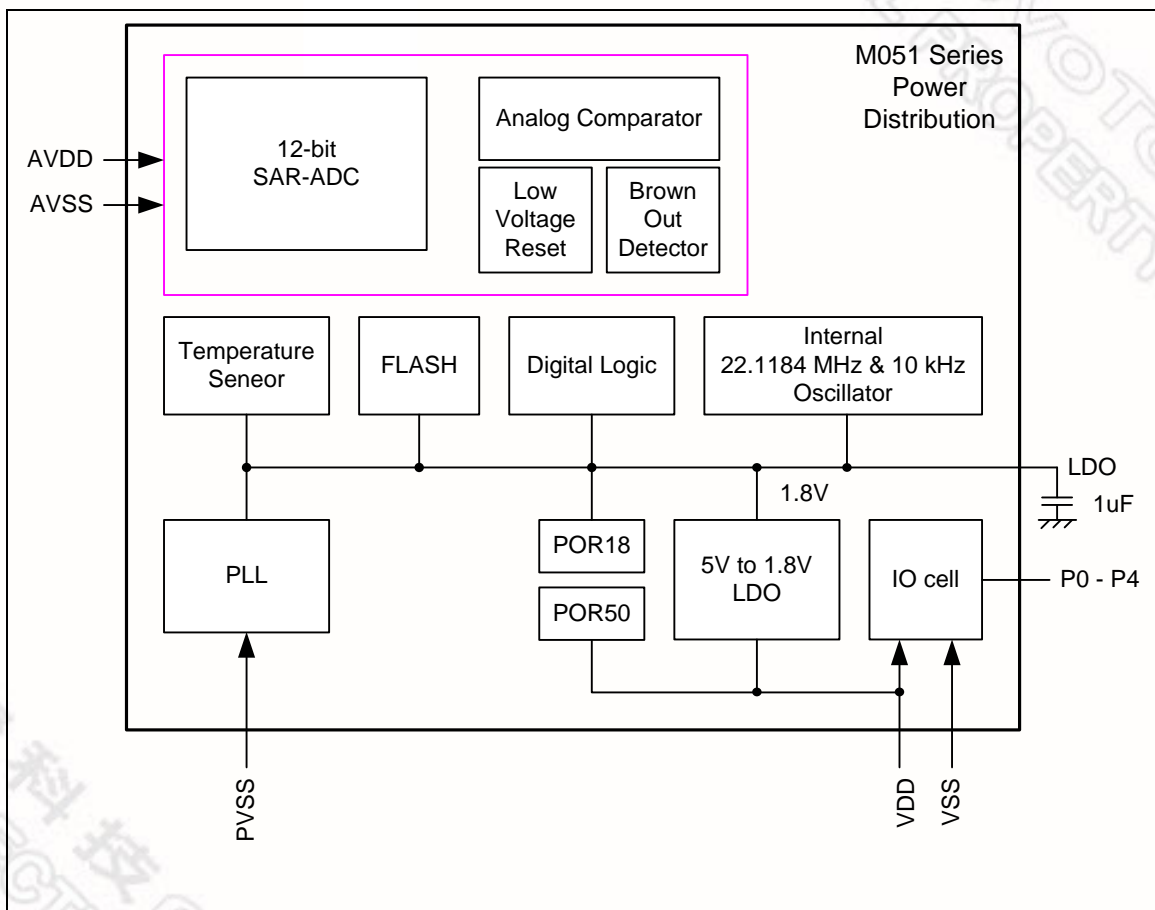 M051 Series
Power
Distribution
12-bit
SAR-ADC
Analog Comparator
Low
Voltage
Reset
Brown
Out
Detector
AVDD
AVSS
Temperature
Seneor
FLASH
Digital Logic
Internal
22.1184 MHz & 10 kHz
Oscillator
LDO
1.8V
1uF
PLL
POR18
POR50
5V to 1.8V
LDO
IO cell
P0 - P4
PVSS
VDD
VSS
科技